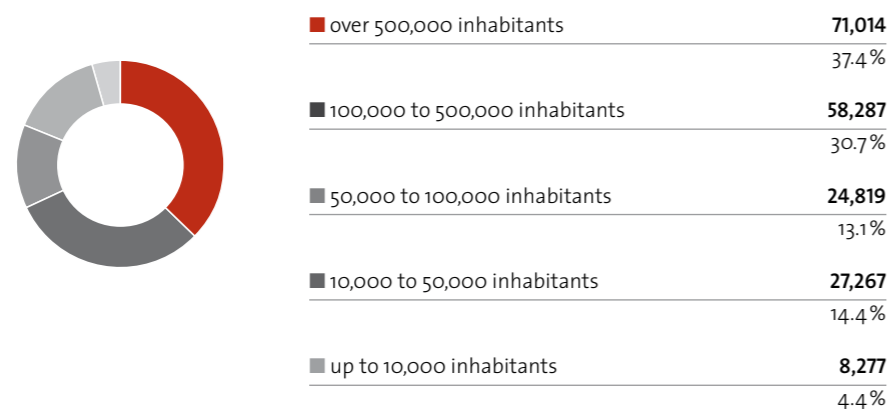 over 500,000 inhabitants 71,014
37.4%
100,000 to 500,000 inhabitants 58,287
30.7%
50,000 to 100,000 inhabitants 24,819
13.1%
10,000 to 50,000 inhabitants 27,267
14.4%
up to 10,000 inhabitants 8,277
4.4%